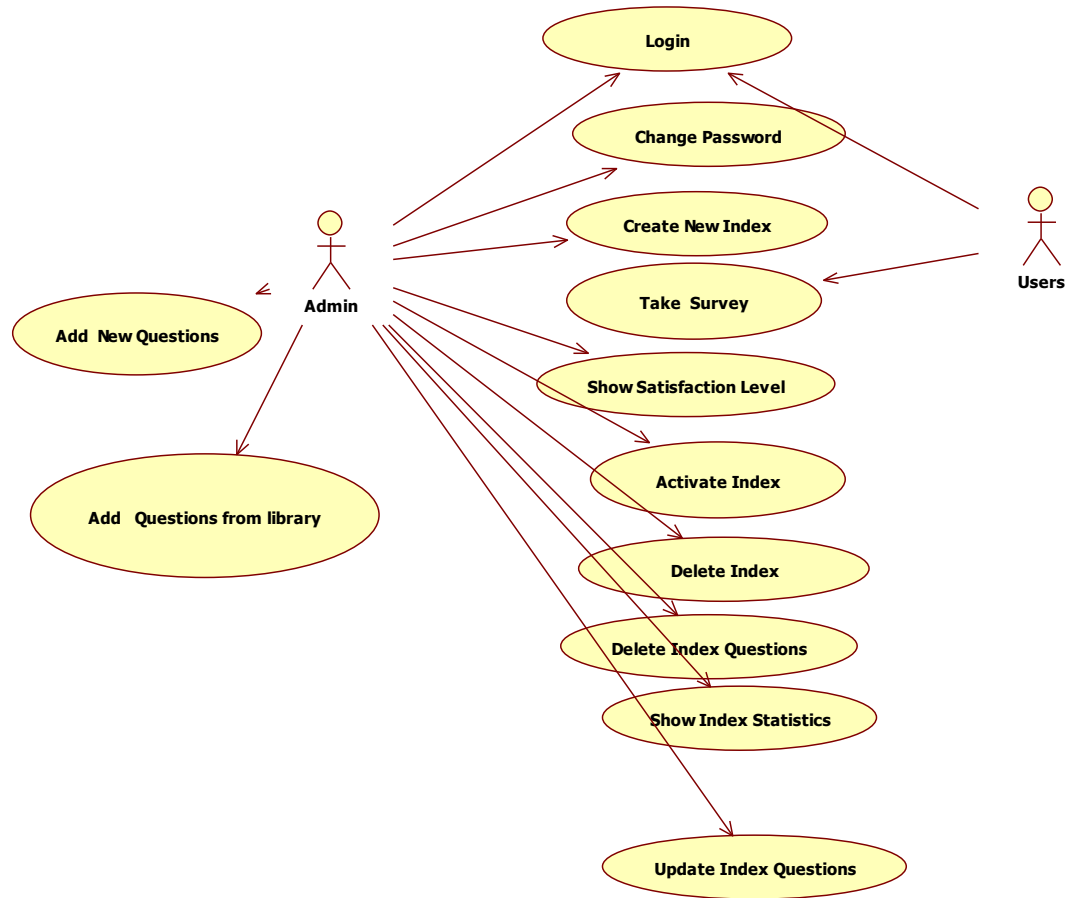 Login
Change Password
Create New Index
Take Survey
Users
Admin
Add New Questions
Show Satisfaction Level
Activate Index
Add Questions from library
Delete Index
Delete Index Questions
Show Index Statistics
Update Index Questions